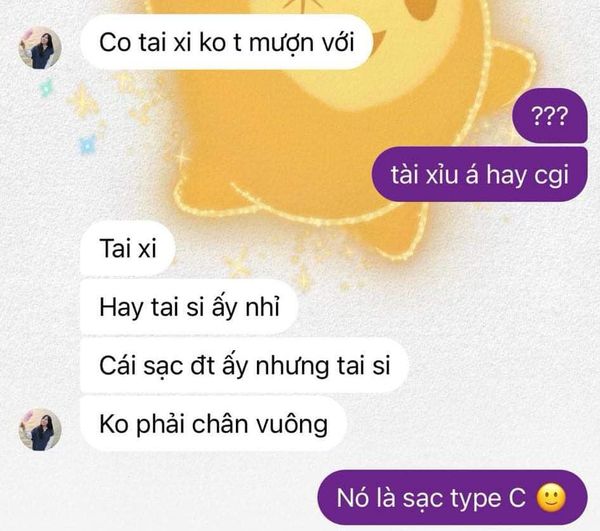 Co tai xi ko t mượn với
???
tài xỉu á hay cgi
Tai xi
Hay tai si ấy nhỉ
Cái sạc đt ấy nhưng tai si
Ko phải chân vuông
Nó là sạc type C 🙂